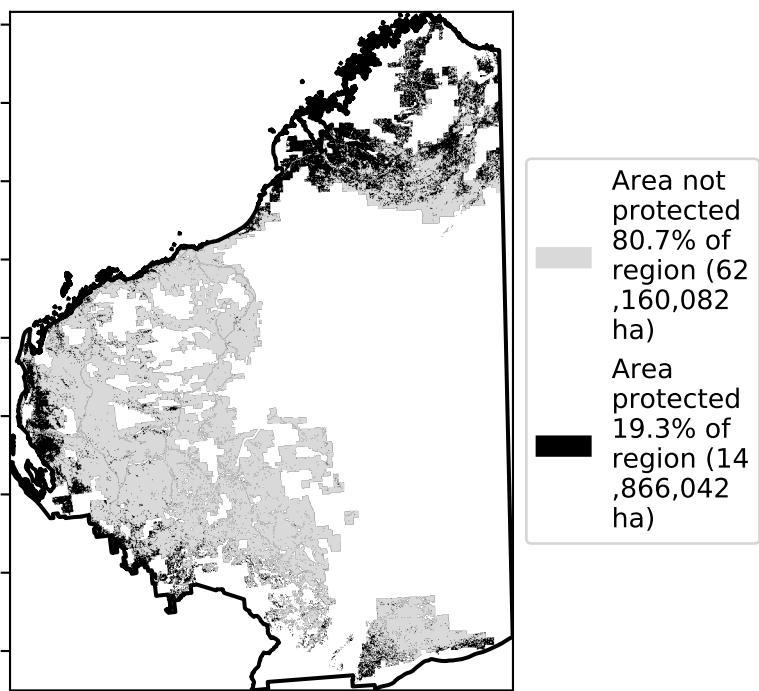 Area not
protected
80.7% of
region (62
,160,082
ha)
Area
protected
19.3% of
region (14
,866,042
ha)